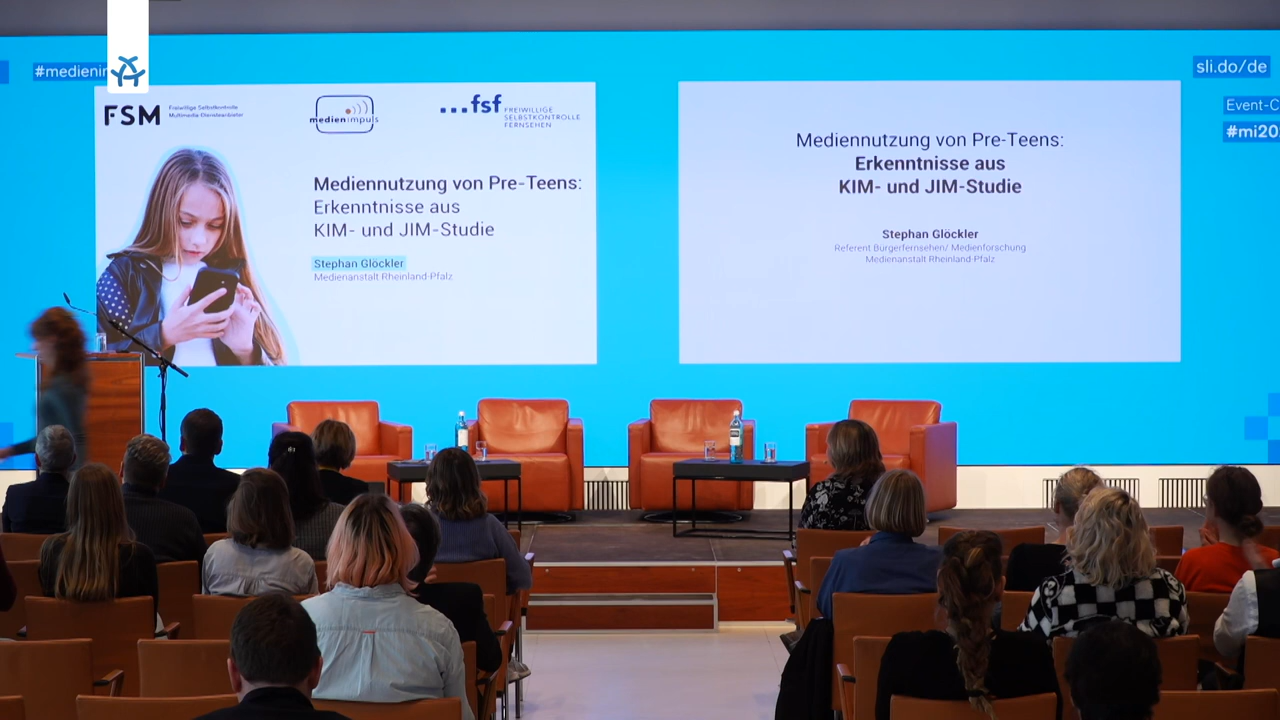 #medienim
sli.do/de
Event-C
#mi20
FSM Freiwillige Selbstkontrolle
Multimedia-Diensteanbieter
medienimpuls
...fsf FREIWILLIGE
SELBSTKONTROLLE
FERNSEHEN
Mediennutzung von Pre-Teens:
Erkenntnisse aus
KIM- und JIM-Studie
Stephan Glöckler
Medienanstalt Rheinland-Pfalz
Mediennutzung von Pre-Teens:
Erkenntnisse aus
KIM- und JIM-Studie
Stephan Glöckler
Referent Bürgerfernsehen/ Medienforschung
Medienanstalt Rheinland-Pfalz